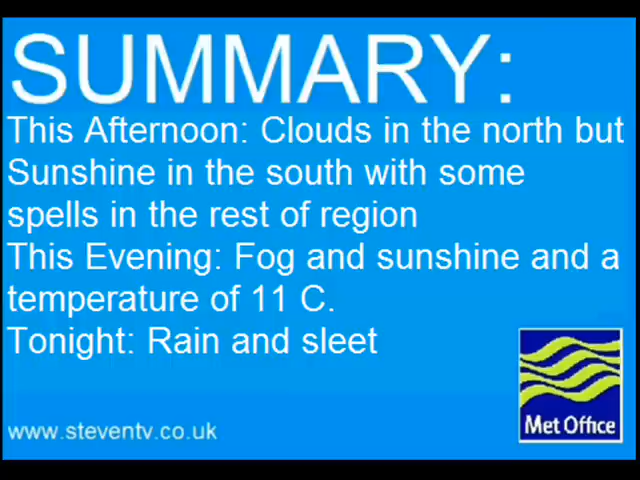 SUMMARY:
This Afternoon: Clouds in the north but
Sunshine in the south with some
spells in the rest of region
This Evening: Fog and sunshine and a
temperature of 11 C.
Tonight: Rain and sleet
Met Office
www.steventv.co.uk